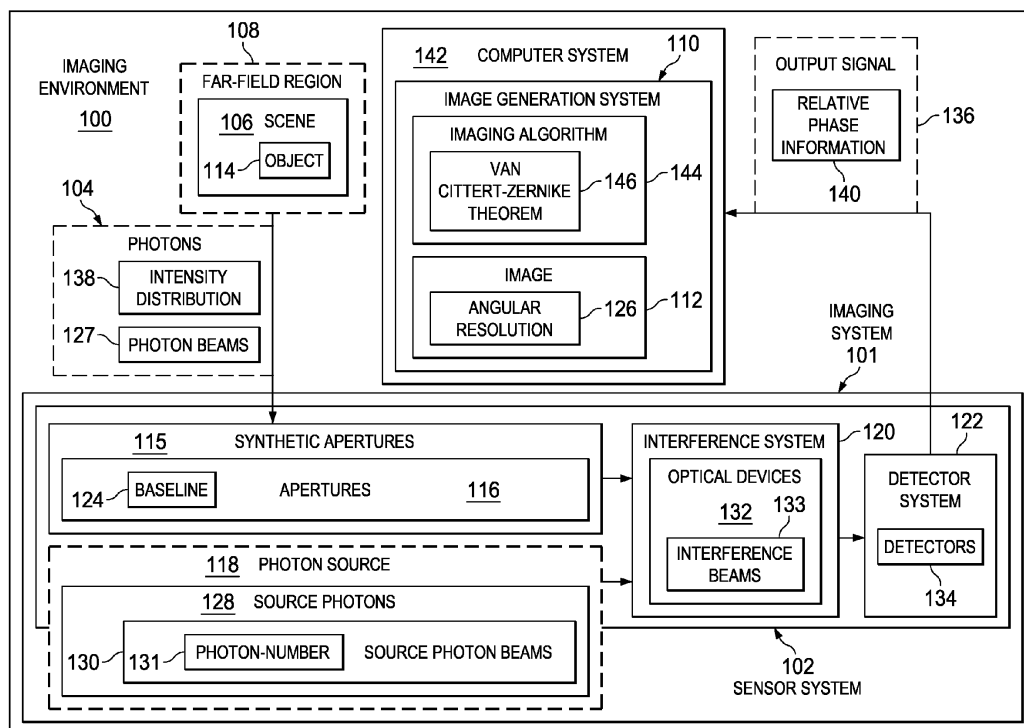 IMAGING
ENVIRONMENT
100
108
FAR-FIELD REGION
106 SCENE
114 OBJECT
104
PHOTONS
138 INTENSITY
DISTRIBUTION
127 PHOTON BEAMS
142 COMPUTER SYSTEM
110
IMAGE GENERATION SYSTEM
IMAGING ALGORITHM
VAN
CITTERT-ZERNIKE
THEOREM
146
144
IMAGE
ANGULAR
RESOLUTION
126
112
OUTPUT SIGNAL
RELATIVE
PHASE
INFORMATION
140
136
IMAGING
SYSTEM
101
115 SYNTHETIC APERTURES
124 BASELINE APERTURES 116
118 PHOTON SOURCE
128 SOURCE PHOTONS
130 131 PHOTON-NUMBER SOURCE PHOTON BEAMS
INTERFERENCE SYSTEM 120
OPTICAL DEVICES
132 133
INTERFERENCE
BEAMS
122
DETECTOR
SYSTEM
DETECTORS
134
102
SENSOR SYSTEM